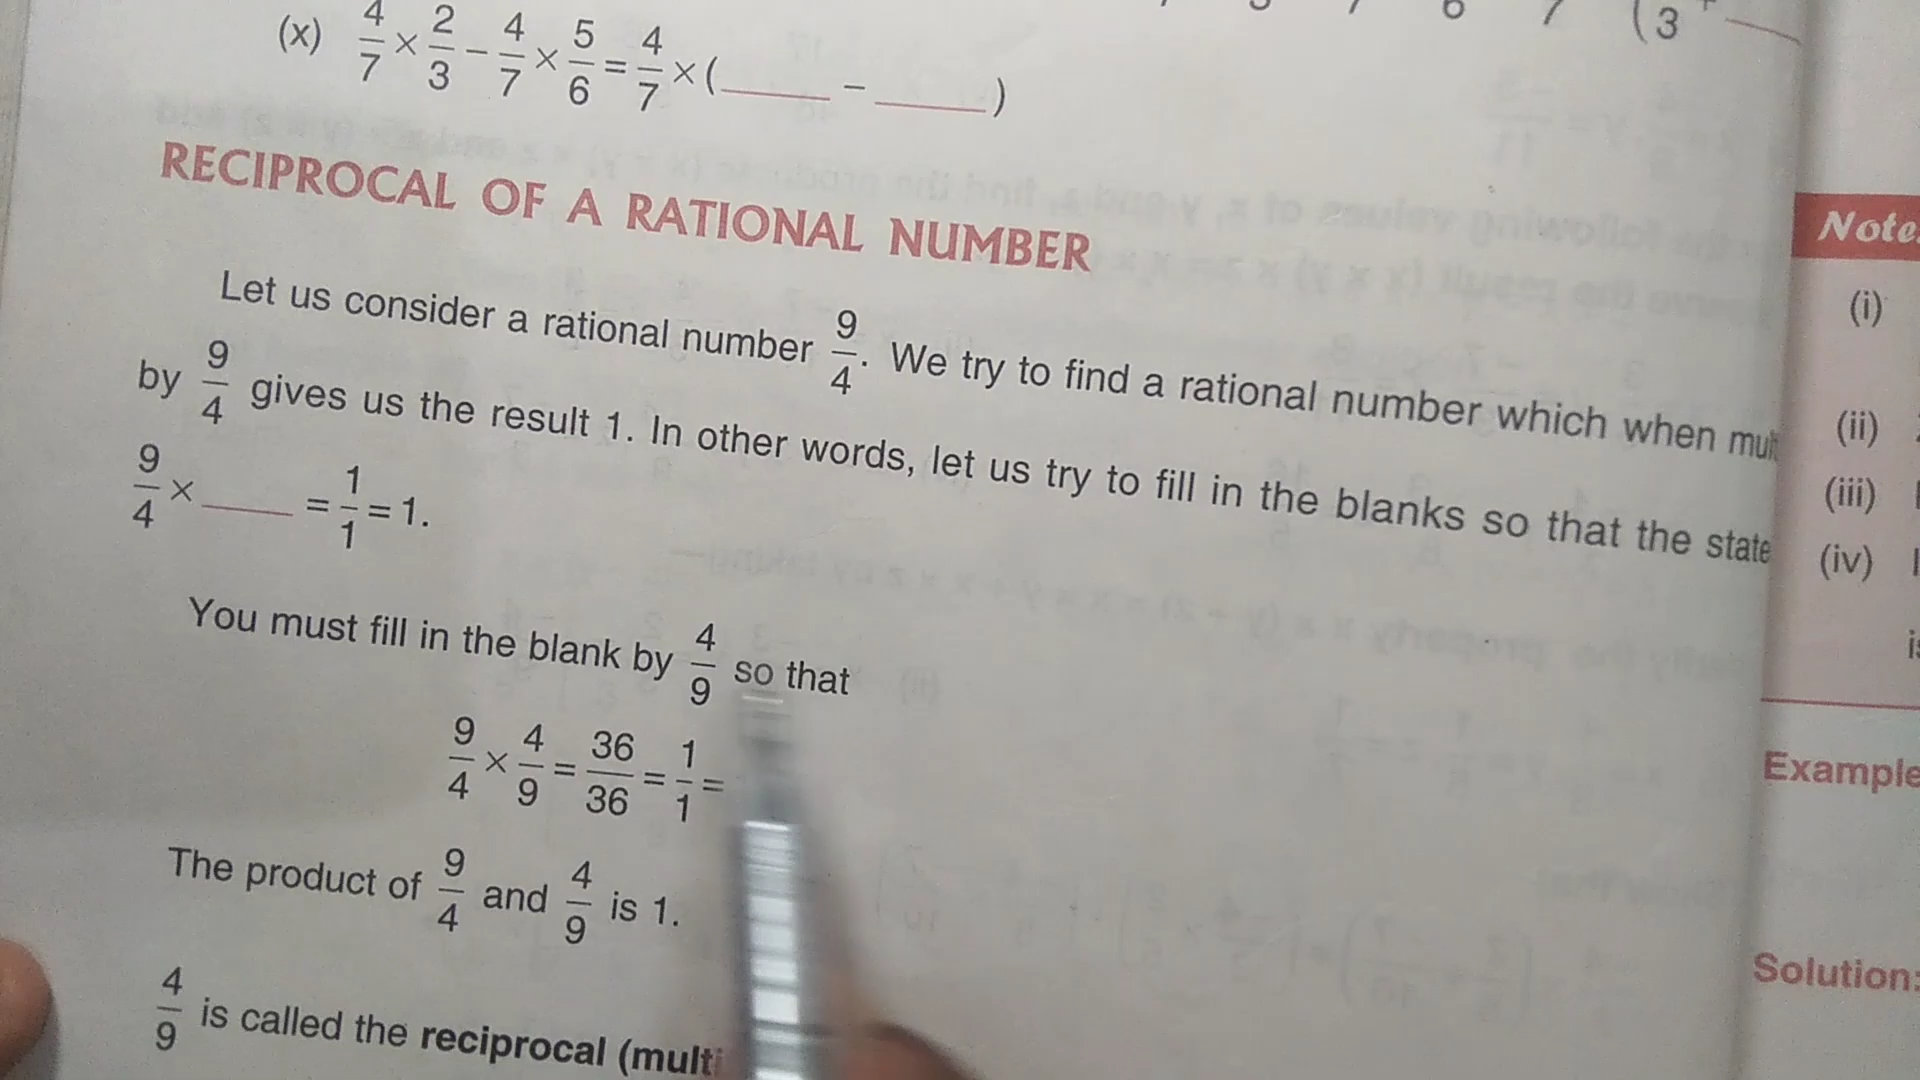 (x) 4/7 × 2/3 − 4/7 × 5/6 = 4/7 × (_____ − _____)
RECIPROCAL OF A RATIONAL NUMBER
Let us consider a rational number 9/4. We try to find a rational number which when
by 9/4 gives us the result 1. In other words, let us try to fill in the blanks so that the state
9/4 × ____ = 1/1 = 1.
You must fill in the blank by 4/9 so that
9/4 × 4/9 = 36/36 = 1/1 =
The product of 9/4 and 4/9 is 1.
4/9 is called the reciprocal (multi
Note
(i)
(ii)
(iii)
(iv)
Example
Solution: